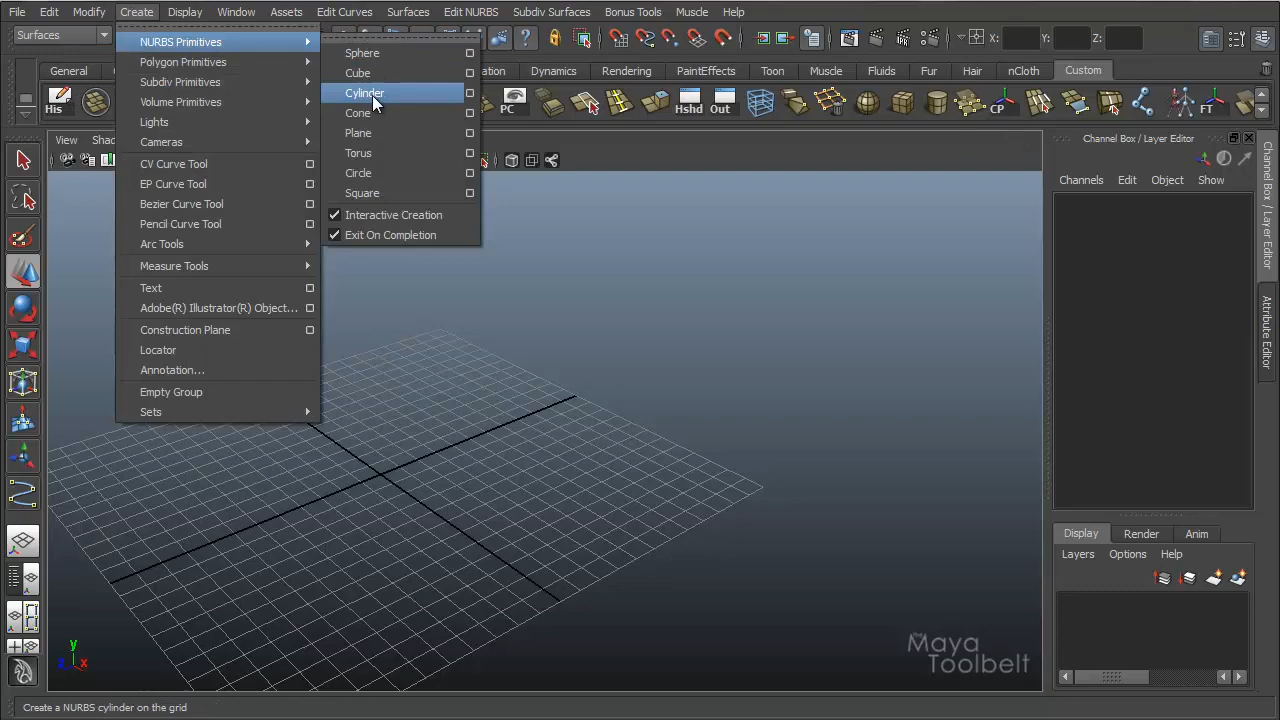 File Edit Modify Create Display Window Assets Edit Curves Surfaces Edit NURBS Subdiv Surfaces Bonus Tools Muscle Help
Surfaces
X: Y: Z:
General
Dynamics Rendering PaintEffects Toon Muscle Fluids Fur Hair nCloth Custom
His
PC Hshd Out CP FT
View
NURBS Primitives
Polygon Primitives
Subdiv Primitives
Volume Primitives
Lights
Cameras
CV Curve Tool
EP Curve Tool
Bezier Curve Tool
Pencil Curve Tool
Arc Tools
Measure Tools
Text
Adobe(R) Illustrator(R) Object...
Construction Plane
Locator
Annotation...
Empty Group
Sets
Sphere
Cube
Cylinder
Cone
Plane
Torus
Circle
Square
Interactive Creation
Exit On Completion
Channel Box / Layer Editor
Channels Edit Object Show
Channel Box / Layer Editor
Attribute Editor
Display Render Anim
Layers Options Help
y
z x
Maya
Toolbelt
Create a NURBS cylinder on the grid